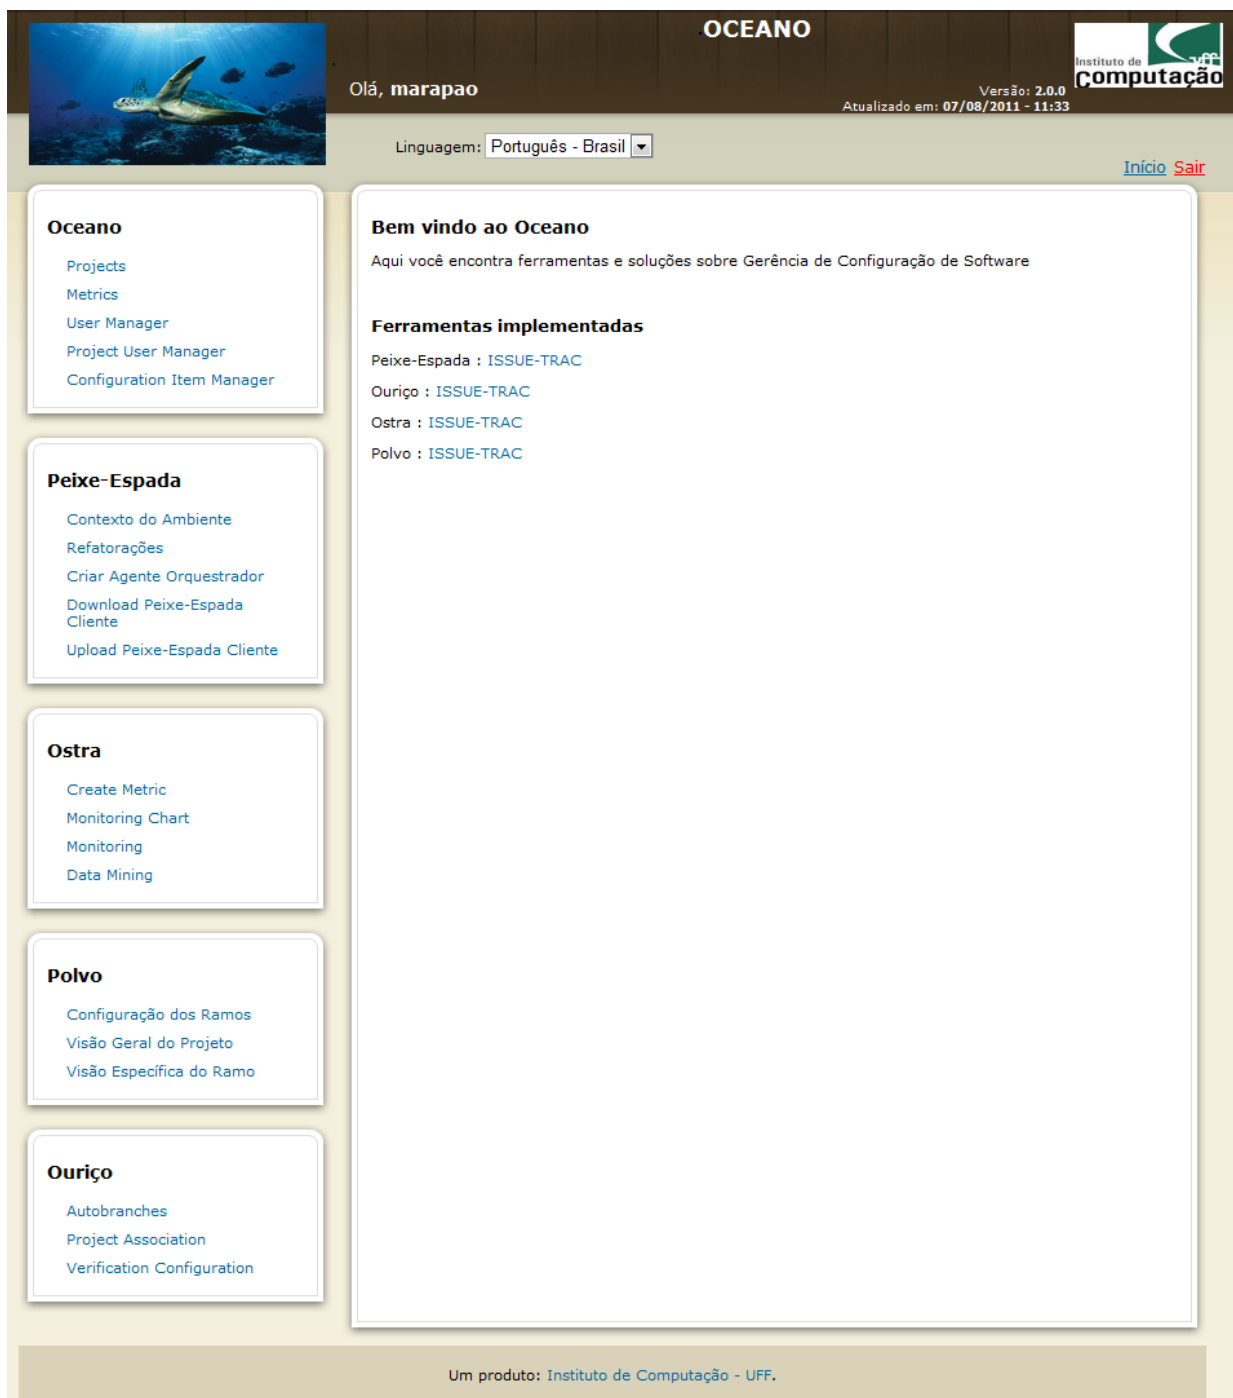 OCEANO
Olá, marapao
Versão: 2.0.0
Atualizado em: 07/08/2011 - 11:33
Instituto de
uff
computação
Linguagem: Português - Brasil
Início Sair
Oceano
Projects
Metrics
User Manager
Project User Manager
Configuration Item Manager
Peixe-Espada
Contexto do Ambiente
Refatorações
Criar Agente Orquestrador
Download Peixe-Espada
Cliente
Upload Peixe-Espada Cliente
Ostra
Create Metric
Monitoring Chart
Monitoring
Data Mining
Polvo
Configuração dos Ramos
Visão Geral do Projeto
Visão Específica do Ramo
Ouriço
Autobranches
Project Association
Verification Configuration
Bem vindo ao Oceano
Aqui você encontra ferramentas e soluções sobre Gerência de Configuração de Software
Ferramentas implementadas
Peixe-Espada : ISSUE-TRAC
Ouriço : ISSUE-TRAC
Ostra : ISSUE-TRAC
Polvo : ISSUE-TRAC
Um produto: Instituto de Computação - UFF.